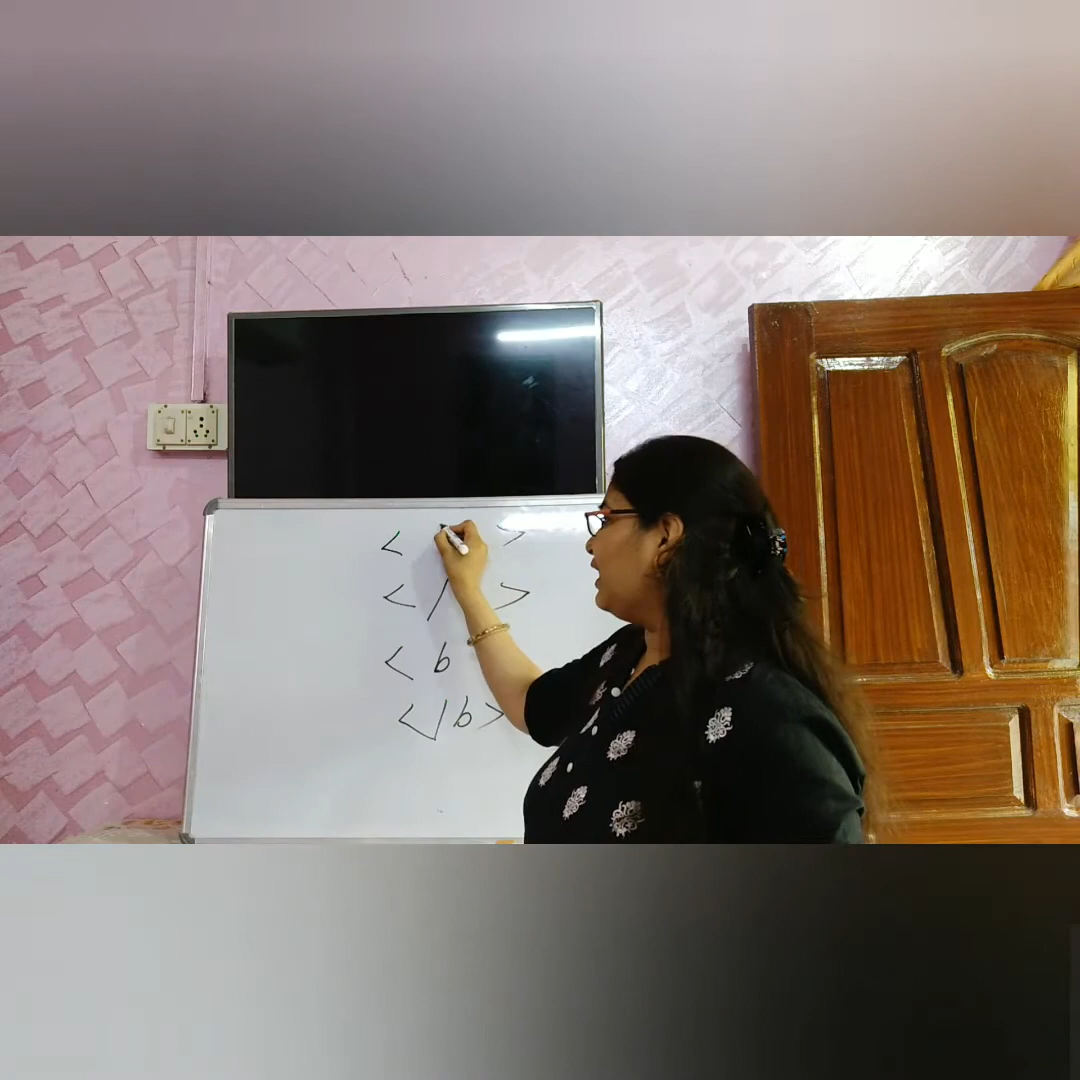 < >
< / >
< b
</b>